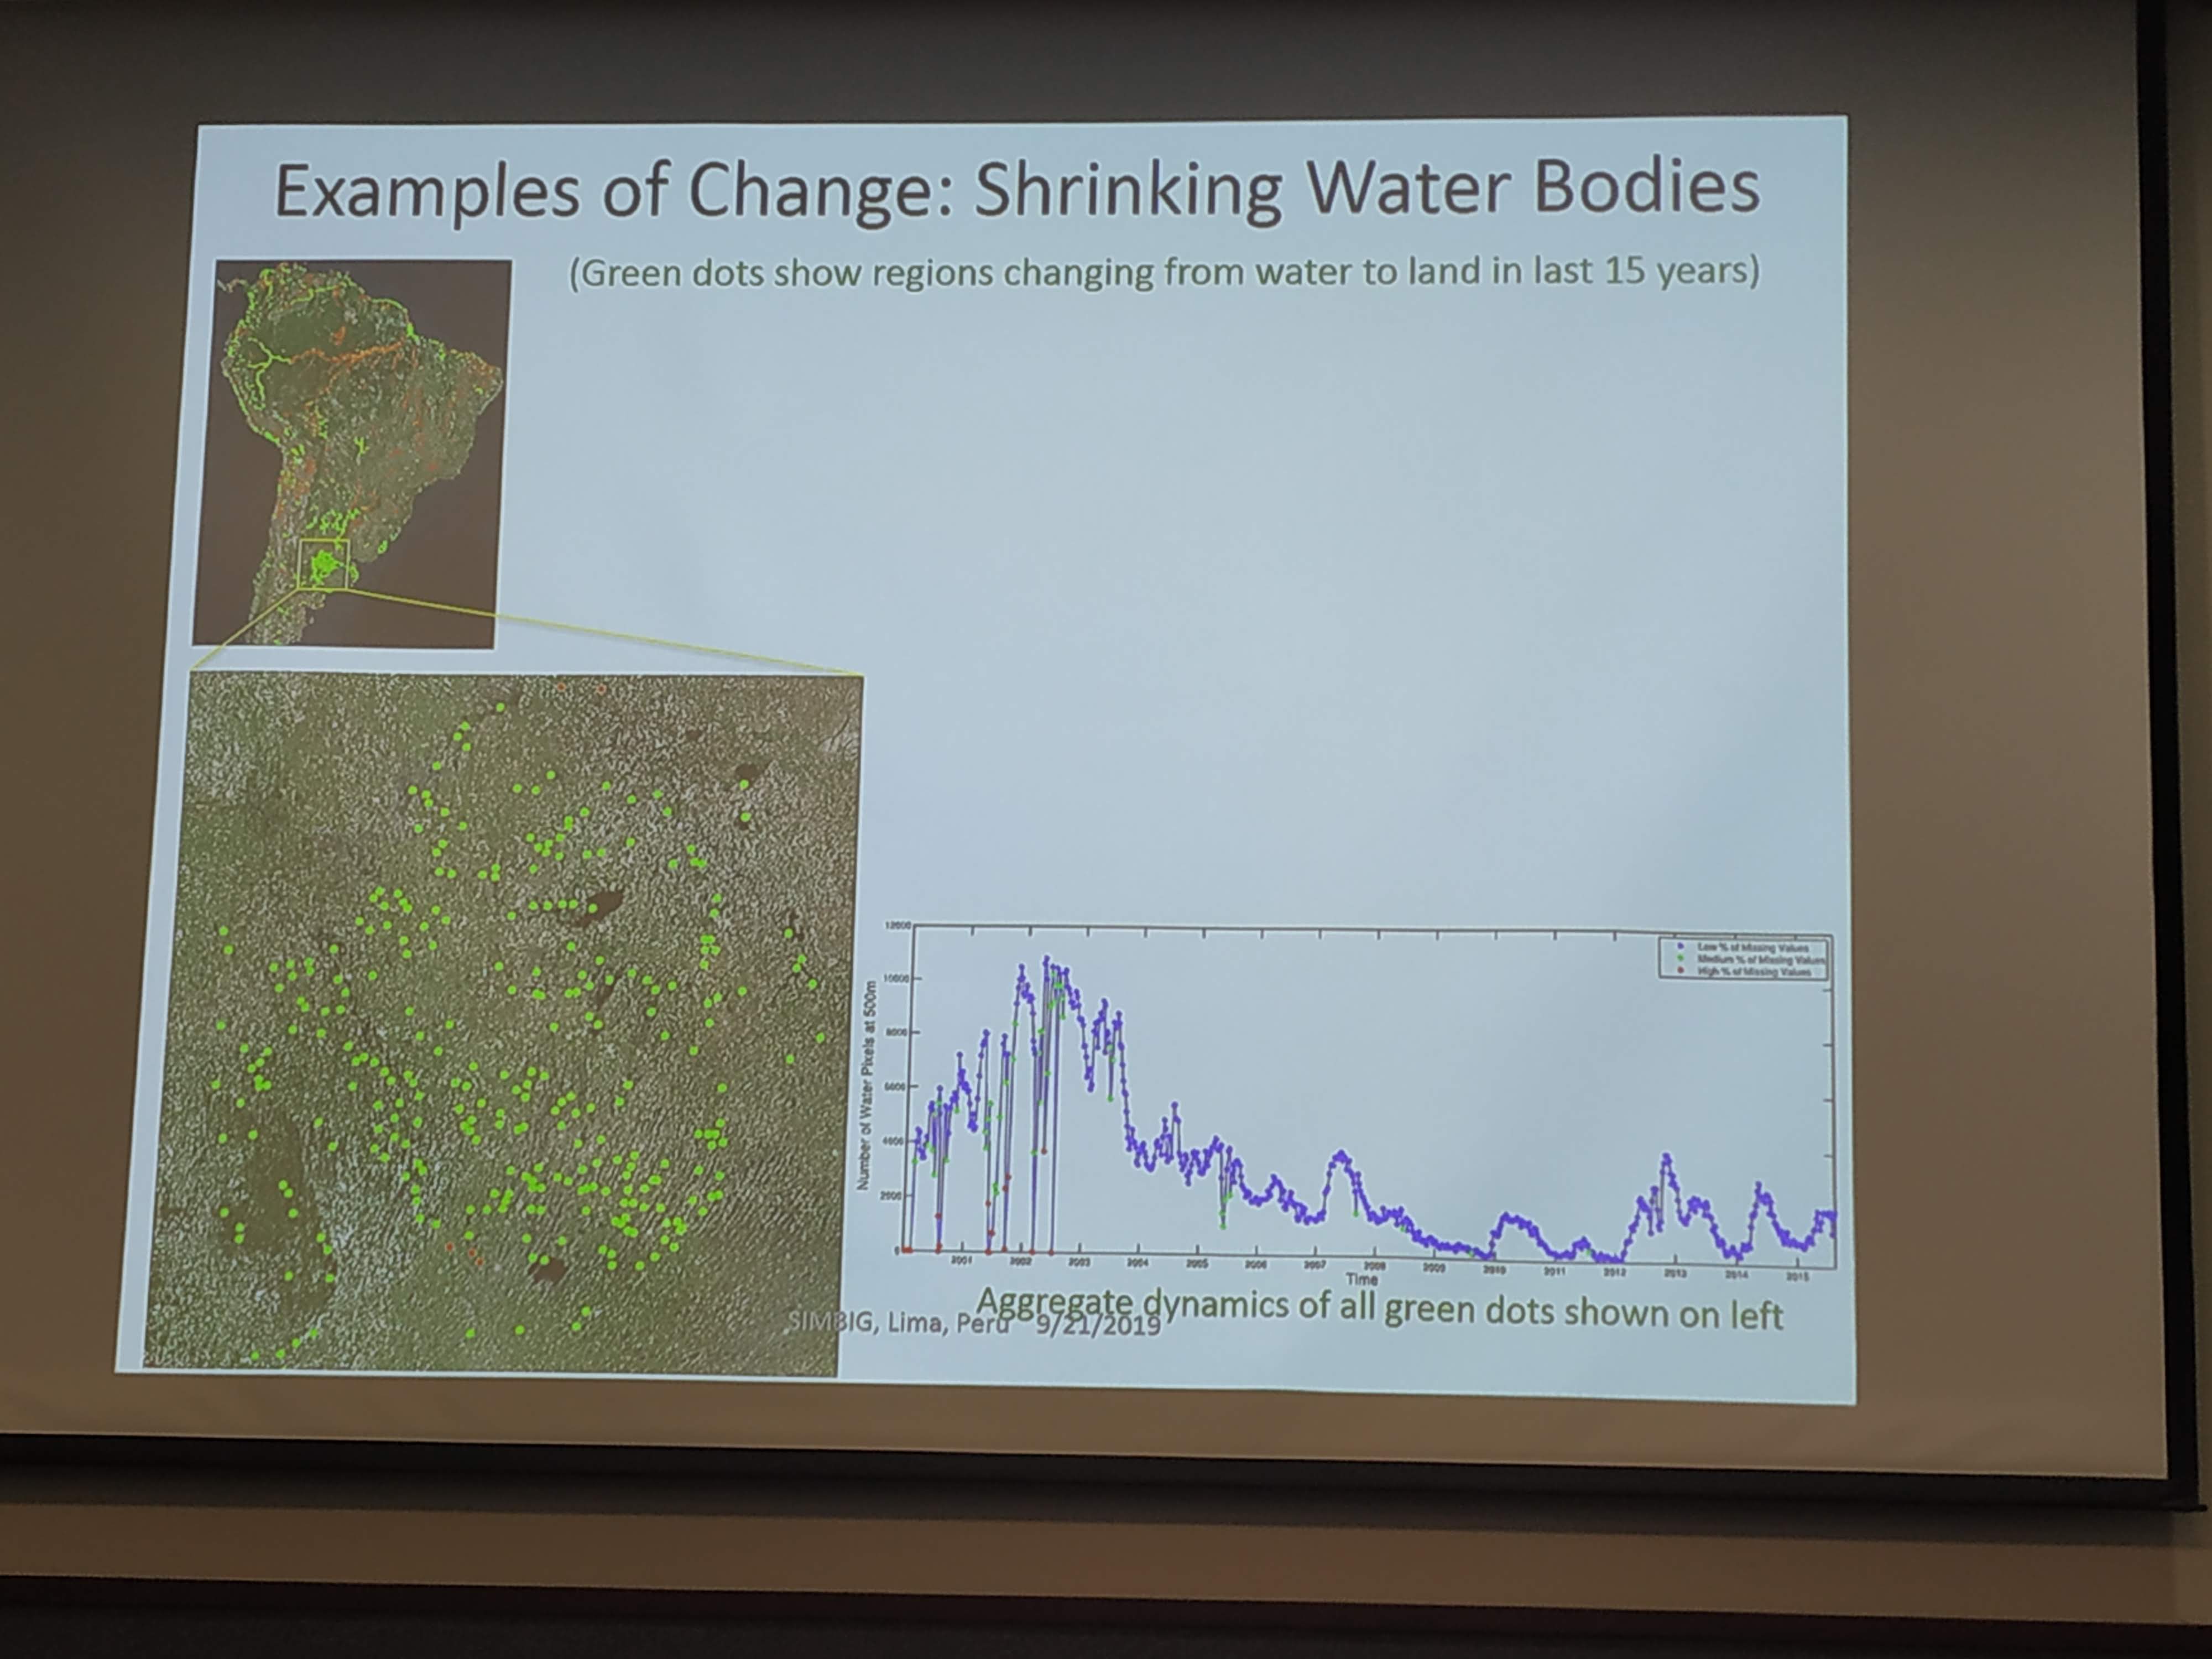 Examples of Change: Shrinking Water Bodies
(Green dots show regions changing from water to land in last 15 years)
12000
10000
8000
6000
4000
2000
0
Number of Water Pixels at 500m
Low % of Missing Values
Medium % of Missing Values
High % of Missing Values
2001 2002 2003 2004 2005 2006 2007 2008 2009 2010 2011 2012 2013 2014 2015
Time
Aggregate dynamics of all green dots shown on left
SIMBIG, Lima, Peru 9/21/2019